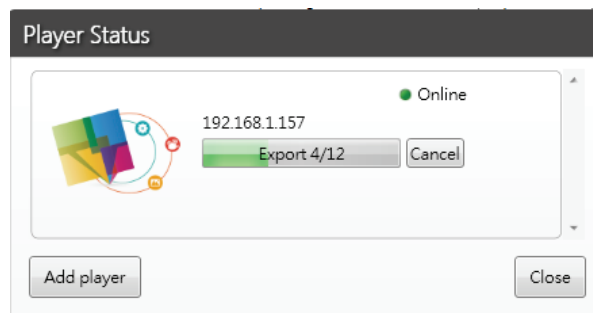 Player Status
Online
192.168.1.157
Export 4/12
Cancel
Add player
Close